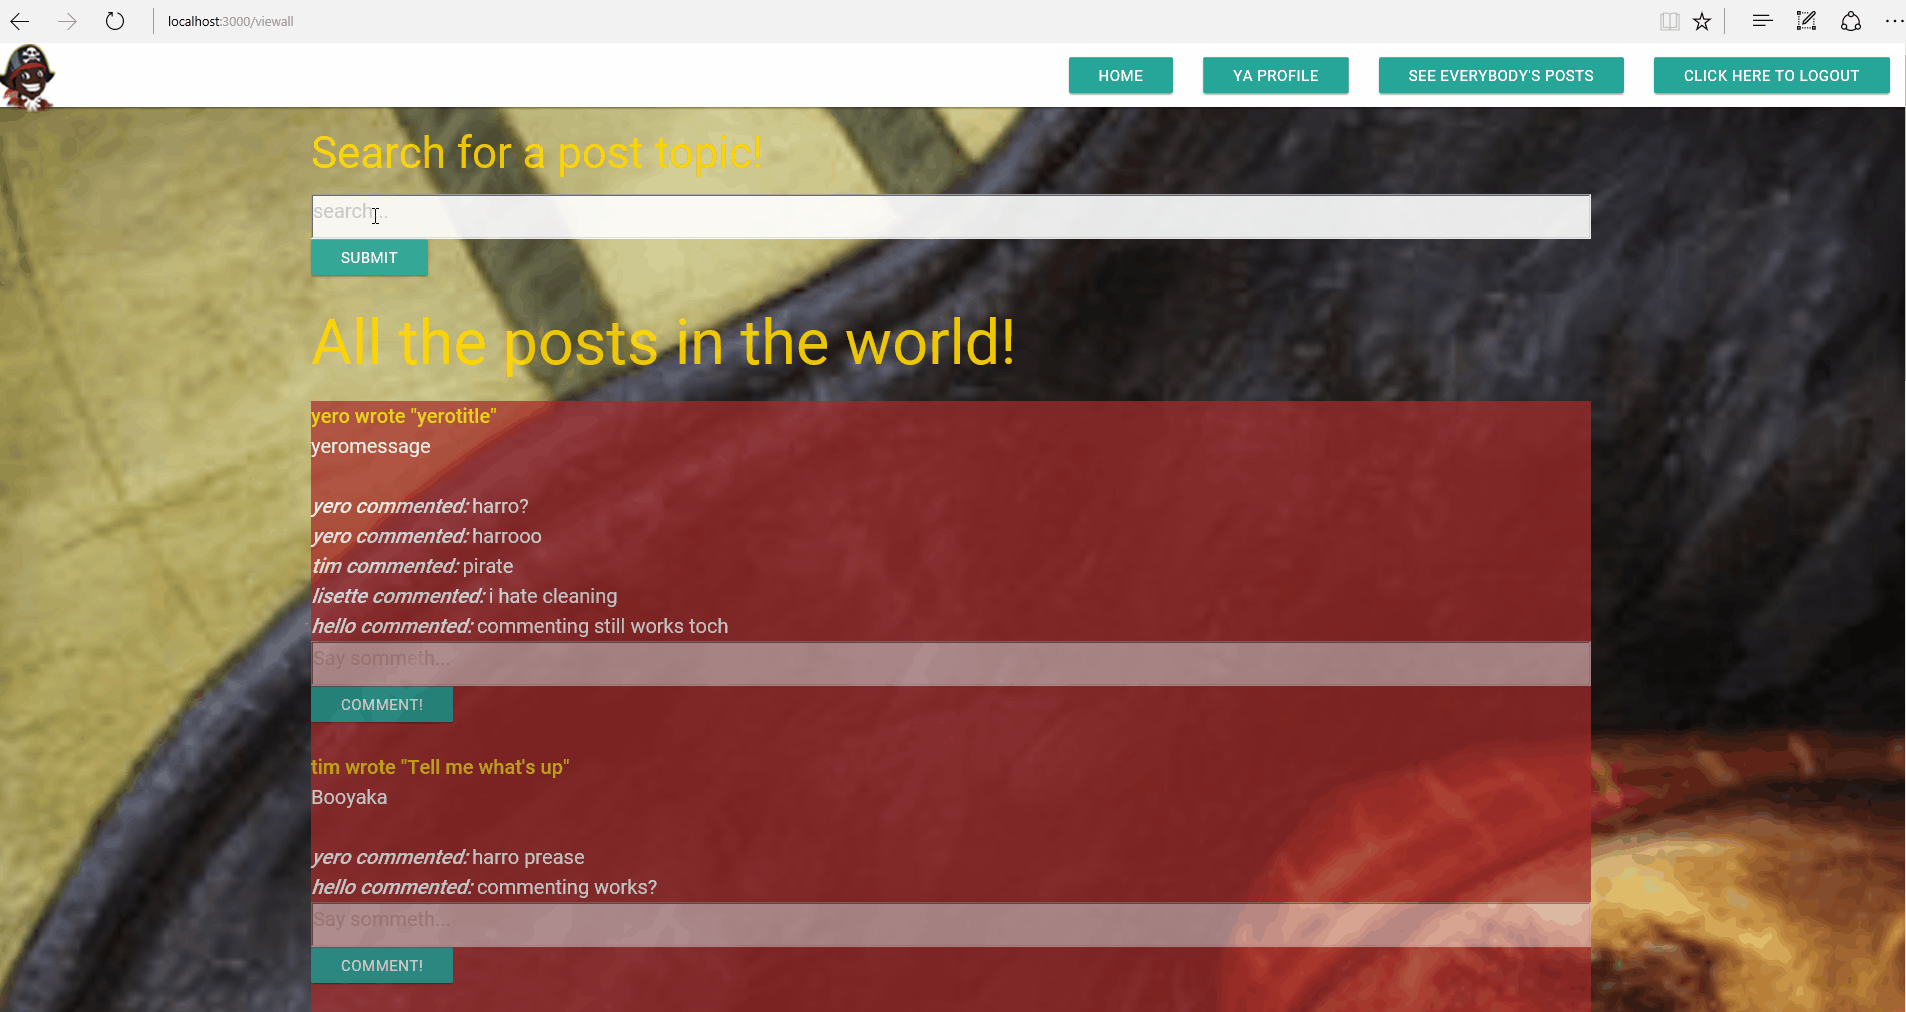 localhost:3000/viewall
HOME YA PROFILE SEE EVERYBODY'S POSTS CLICK HERE TO LOGOUT
Search for a post topic!
search...
SUBMIT
All the posts in the world!
yero wrote "yerotitle"
yeromessage
yero commented: harro?
yero commented: harrooo
tim commented: pirate
lisette commented: i hate cleaning
hello commented: commenting still works toch
Say sommeth...
COMMENT!
tim wrote "Tell me what's up"
Booyaka
yero commented: harro prease
hello commented: commenting works?
Say sommeth...
COMMENT!